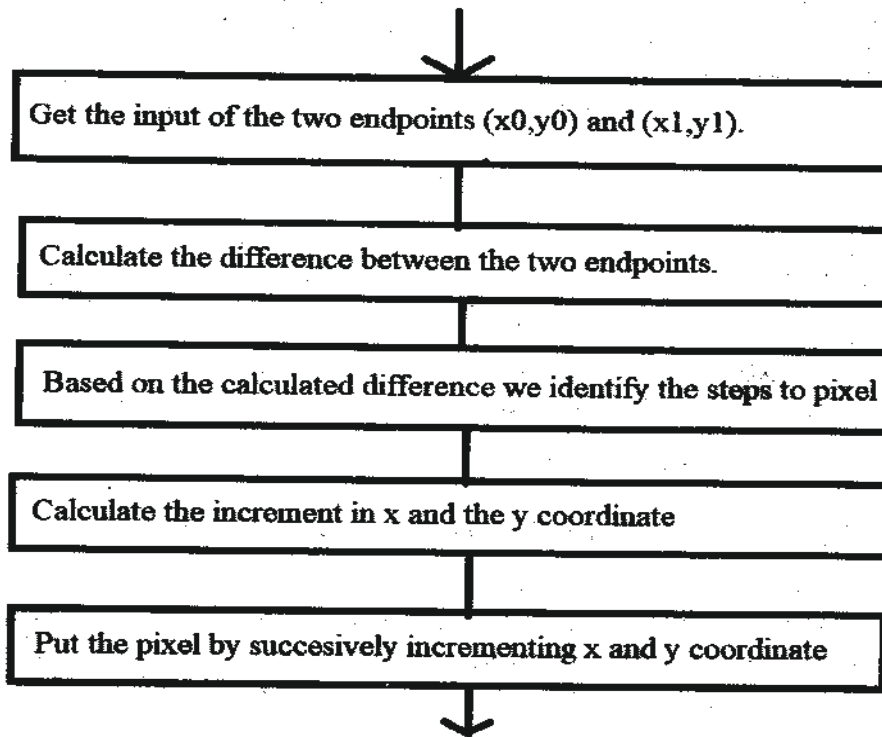 Get the input of the two endpoints (x0,y0) and (x1,y1).
Calculate the difference between the two endpoints.
Based on the calculated difference we identify the steps to pixel
Calculate the increment in x and the y coordinate
Put the pixel by succesively incrementing x and y coordinate